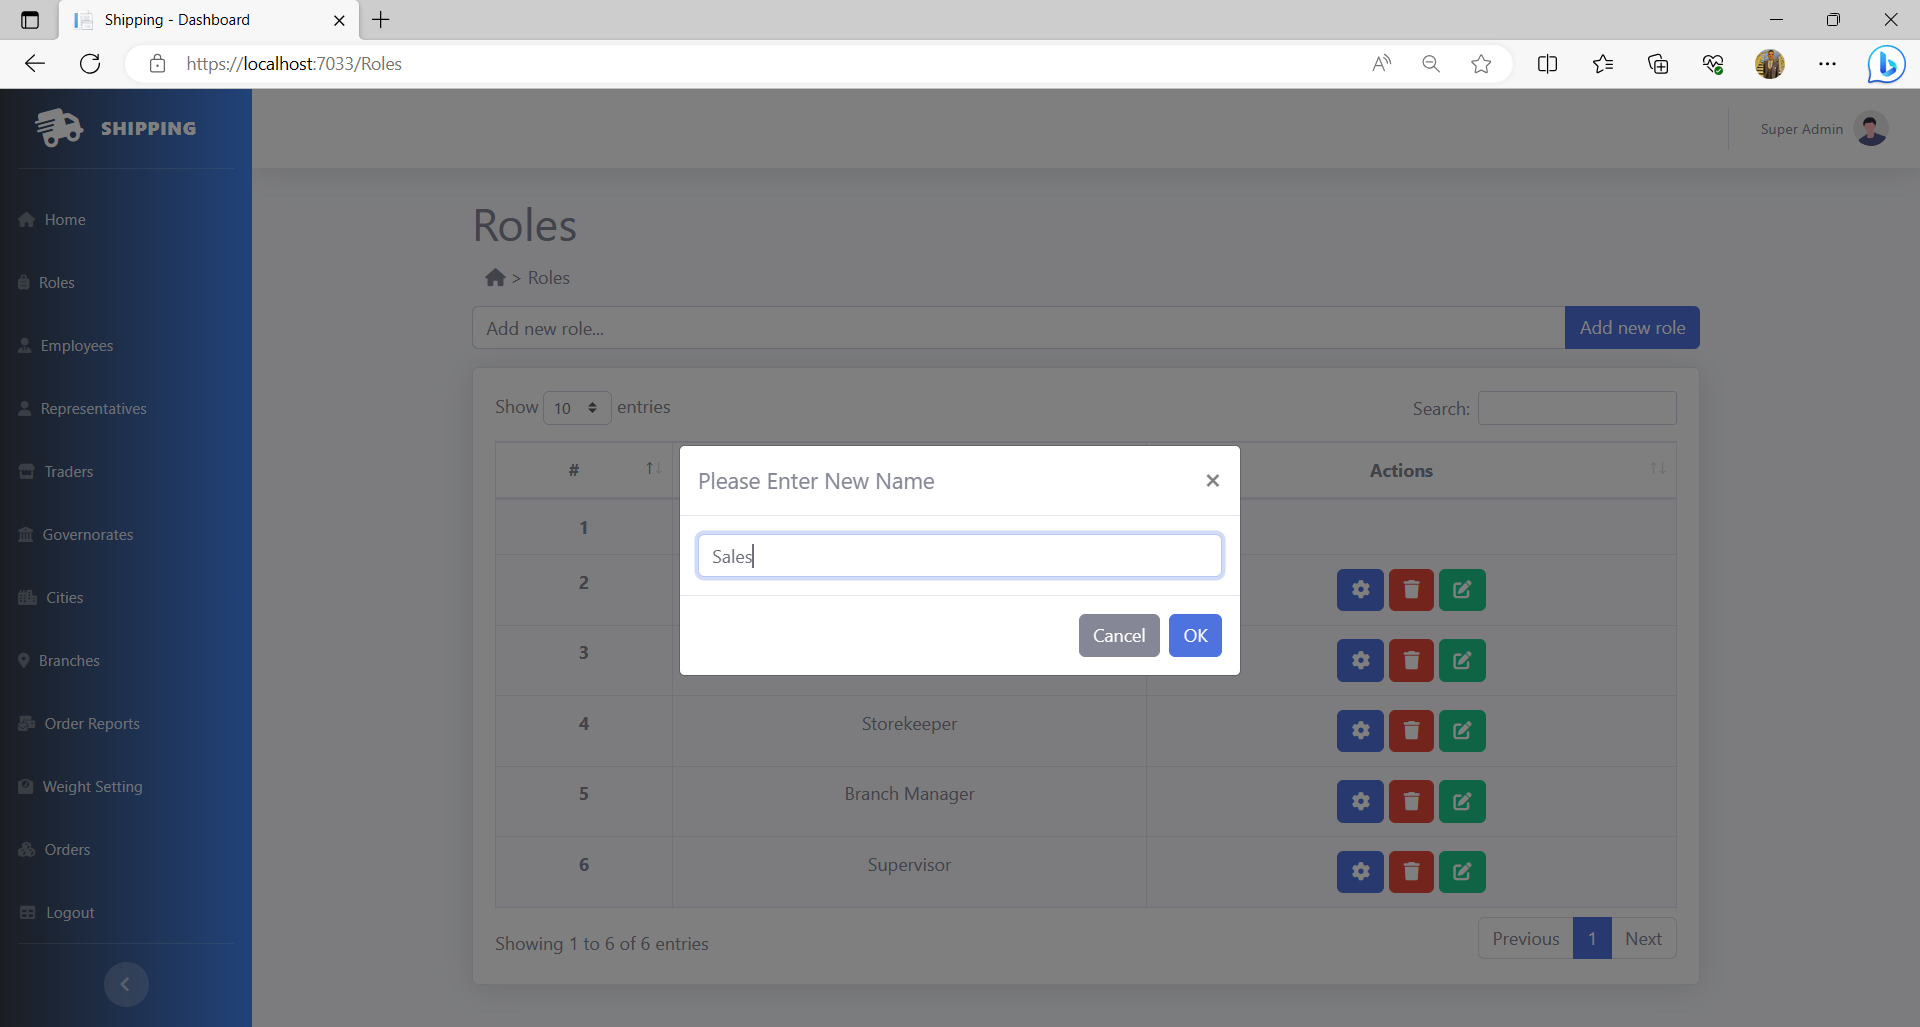 Shipping - Dashboard
https://localhost:7033/Roles
SHIPPING
Super Admin
Home
Roles
Employees
Representatives
Traders
Governorates
Cities
Branches
Order Reports
Weight Setting
Orders
Logout
Roles
> Roles
Add new role...
Add new role
Show 10 entries
Search:
# Actions
1
2
3
4 Storekeeper
5 Branch Manager
6 Supervisor
Showing 1 to 6 of 6 entries
Previous 1 Next
Please Enter New Name ×
Sales
Cancel OK